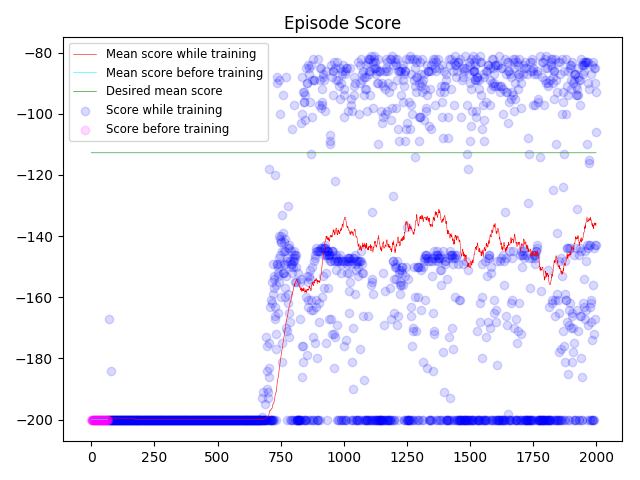 Episode Score
Mean score while training
Mean score before training
Desired mean score
Score while training
Score before training
−80
−100
−120
−140
−160
−180
−200
0 250 500 750 1000 1250 1500 1750 2000